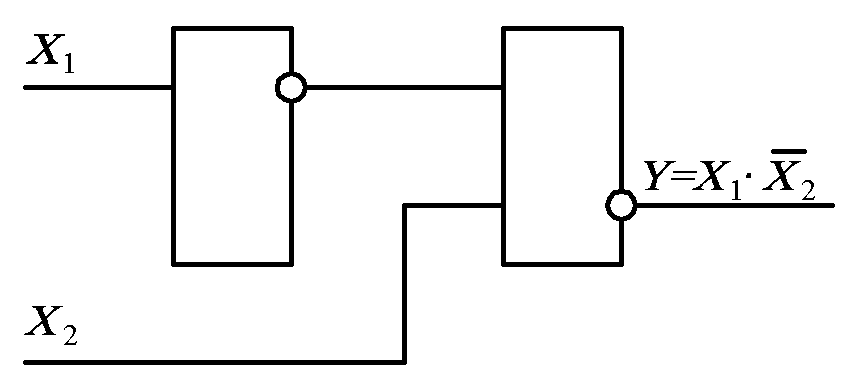 X₁
Y=X₁· X̅₂
X₂